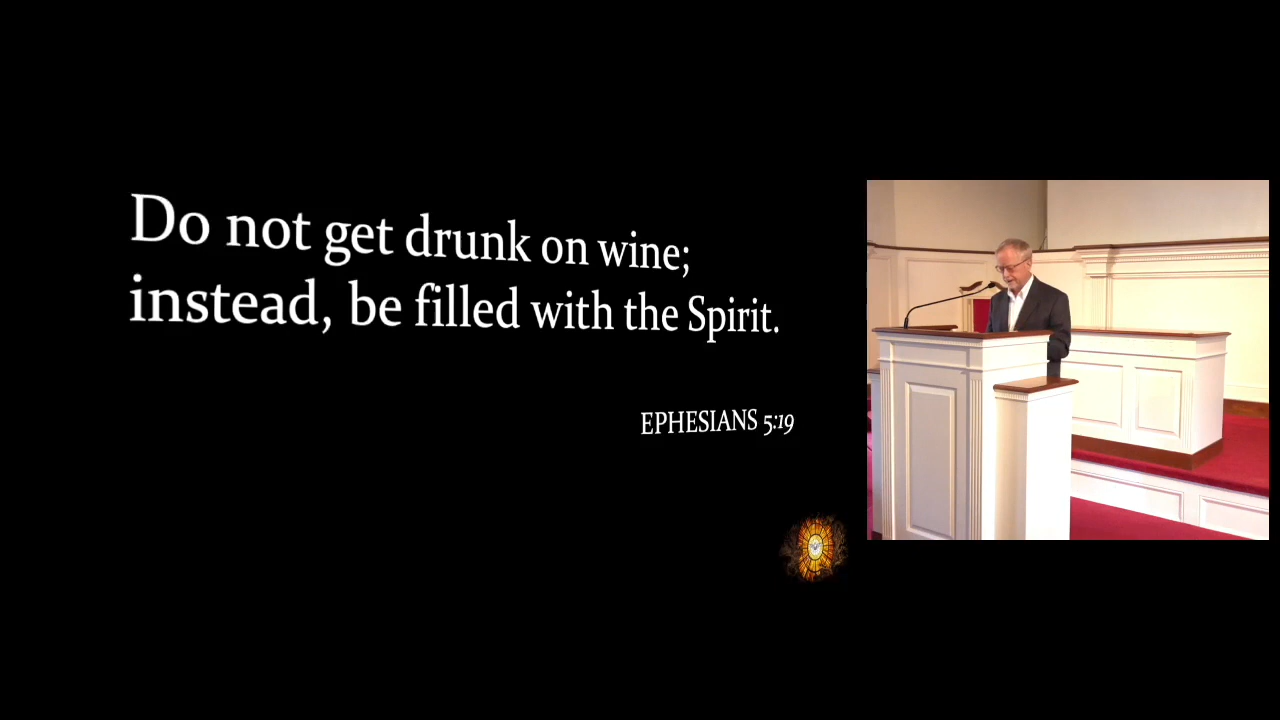 Do not get drunk on wine;
instead, be filled with the Spirit.
EPHESIANS 5:19